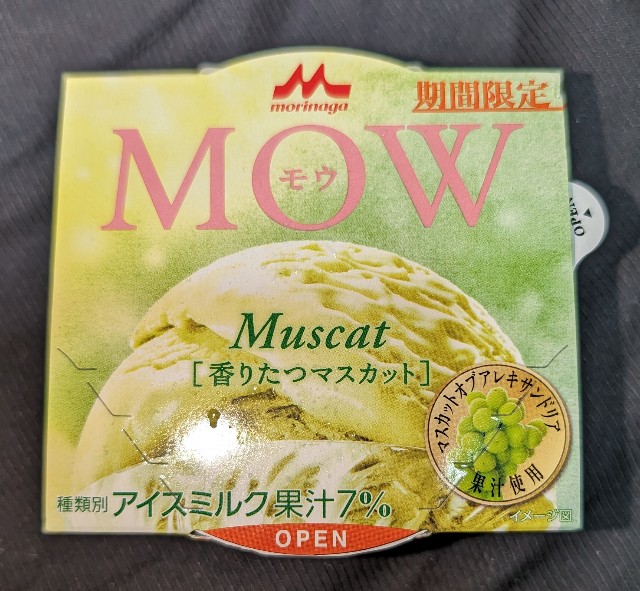 morinaga
期間限定
MOW
モウ
OPEN
Muscat
[香りたつマスカット]
マスカットオブアレキサンドリア
果汁使用
種類別 アイスミルク 果汁7%
イメージ図
OPEN